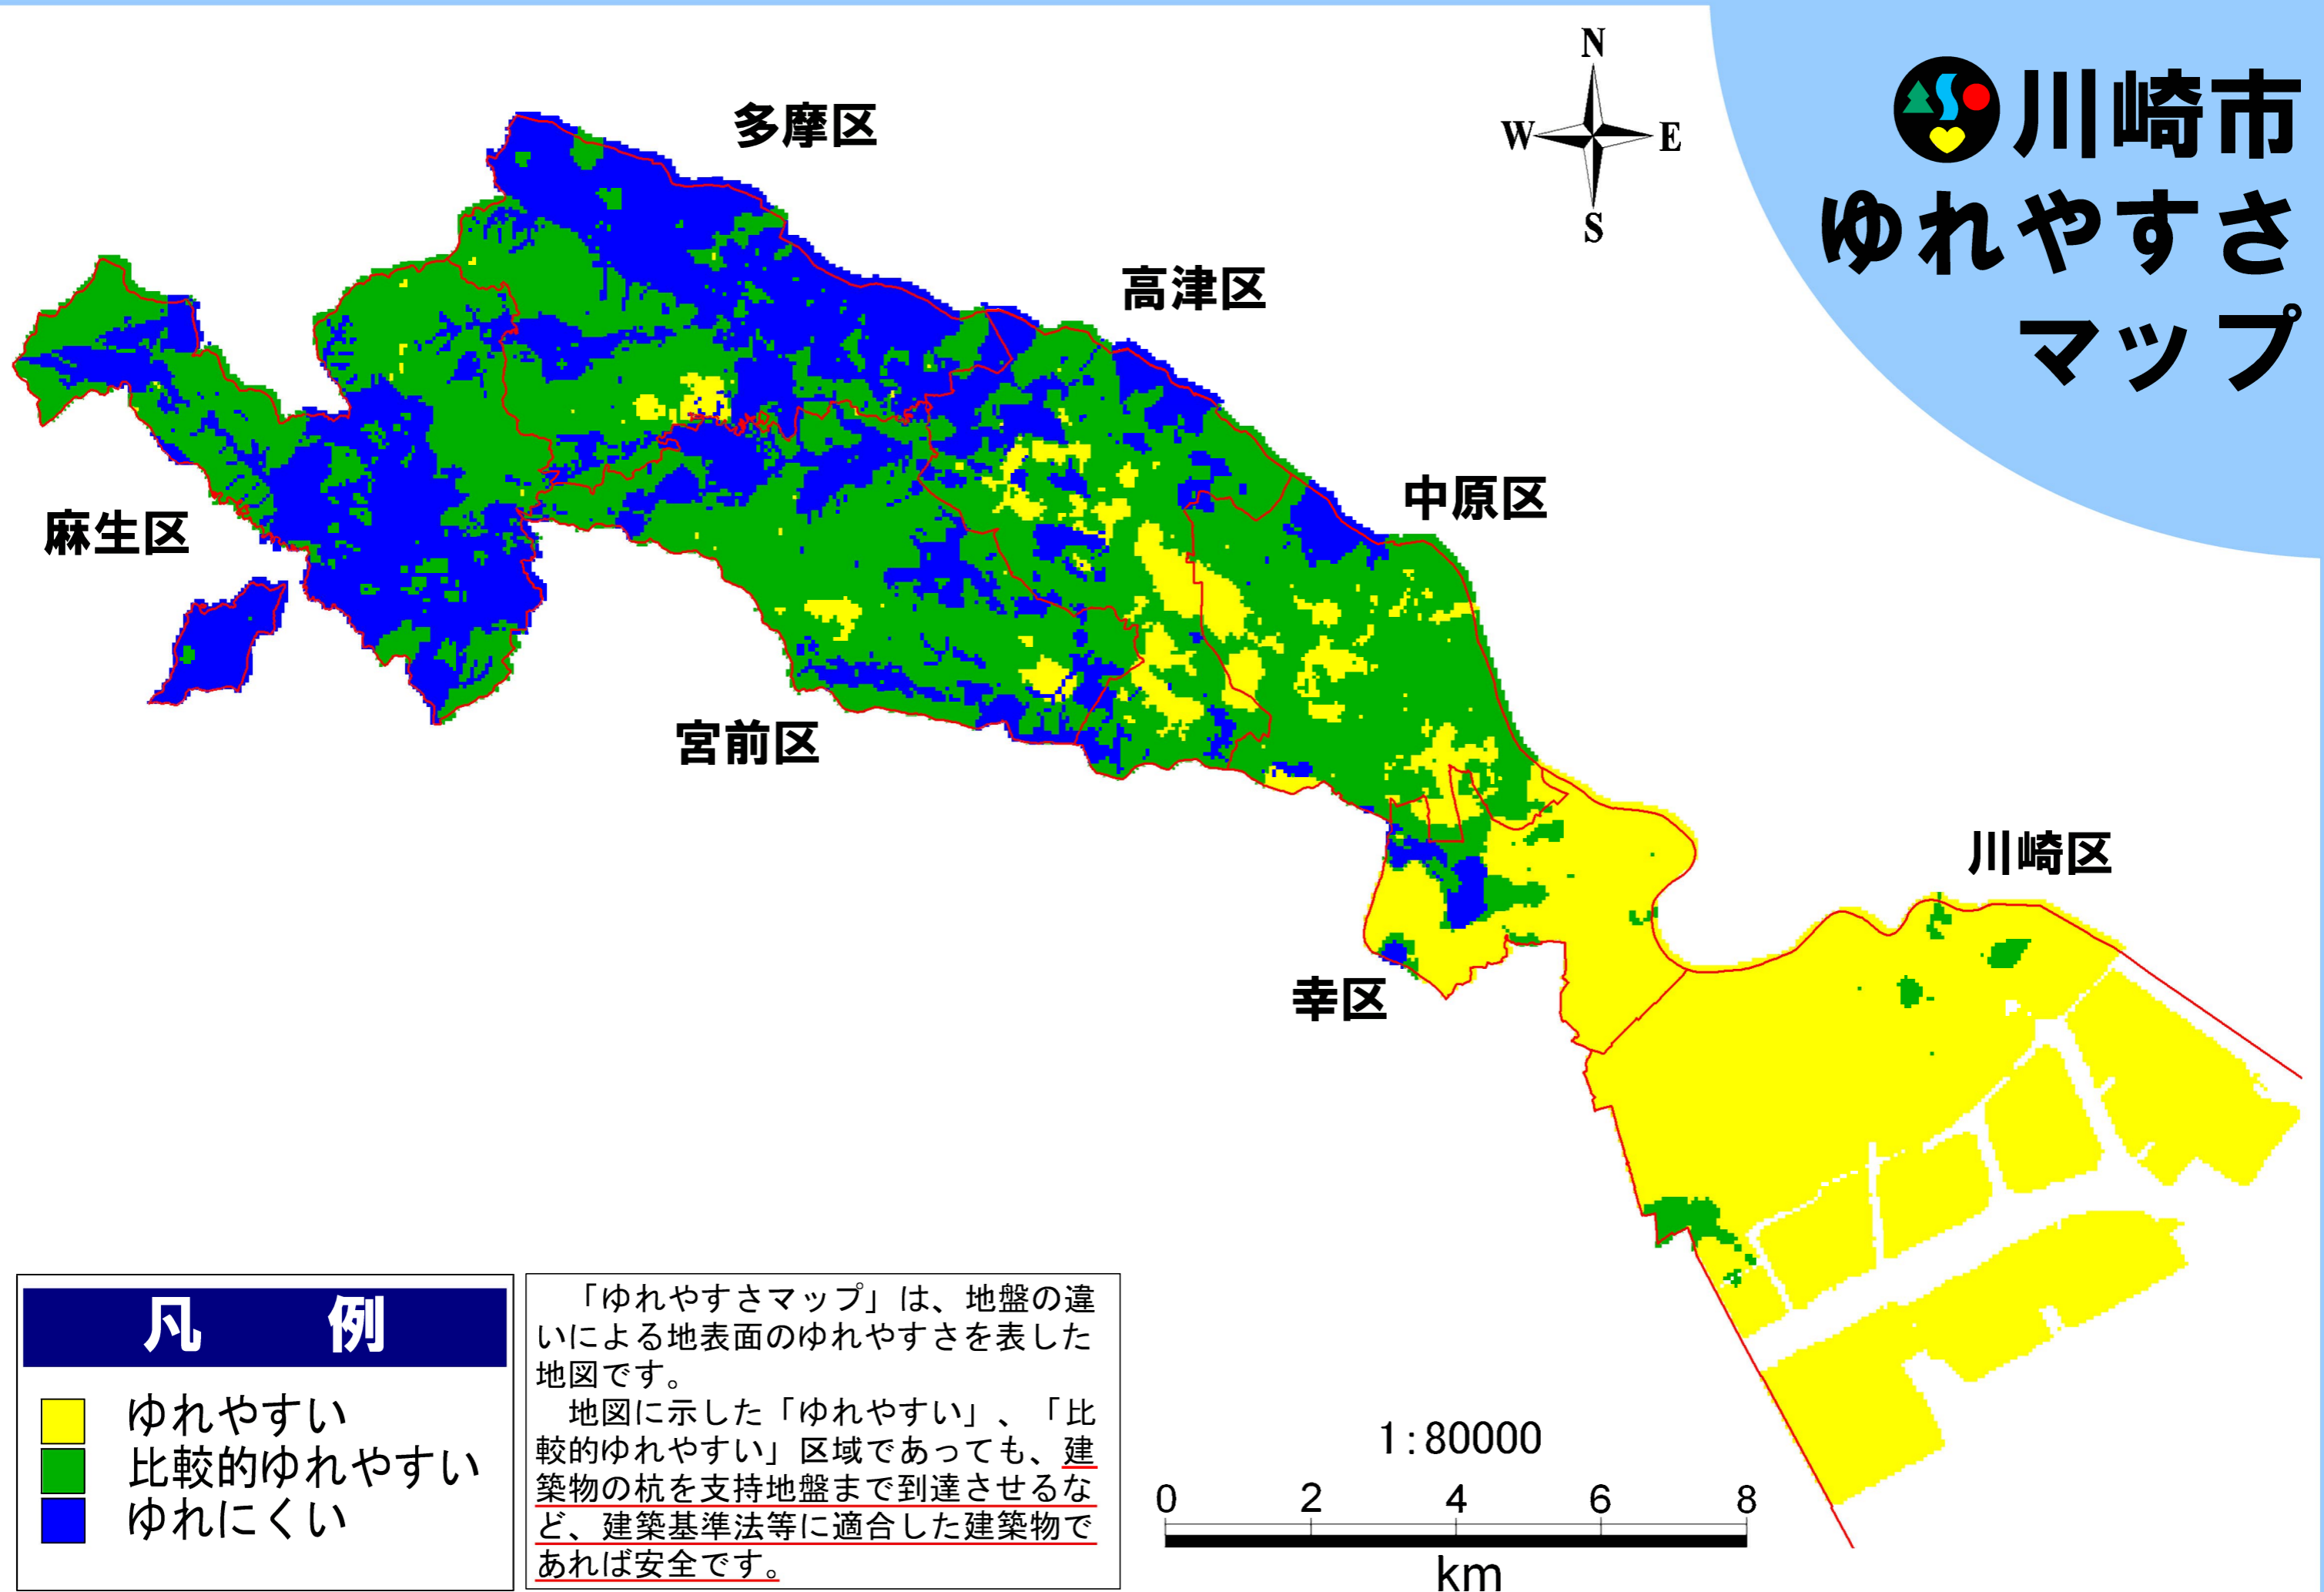 川崎市
ゆれやすさ
マップ
N
W
E
S
多摩区
高津区
中原区
麻生区
宮前区
川崎区
幸区
凡 例
ゆれやすい
比較的ゆれやすい
ゆれにくい
「ゆれやすさマップ」は、地盤の違
いによる地表面のゆれやすさを表した
地図です。
地図に示した「ゆれやすい」、「比
較的ゆれやすい」区域であっても、建
築物の杭を支持地盤まで到達させるな
ど、建築基準法等に適合した建築物で
あれば安全です。
1:80000
0 2 4 6 8
km